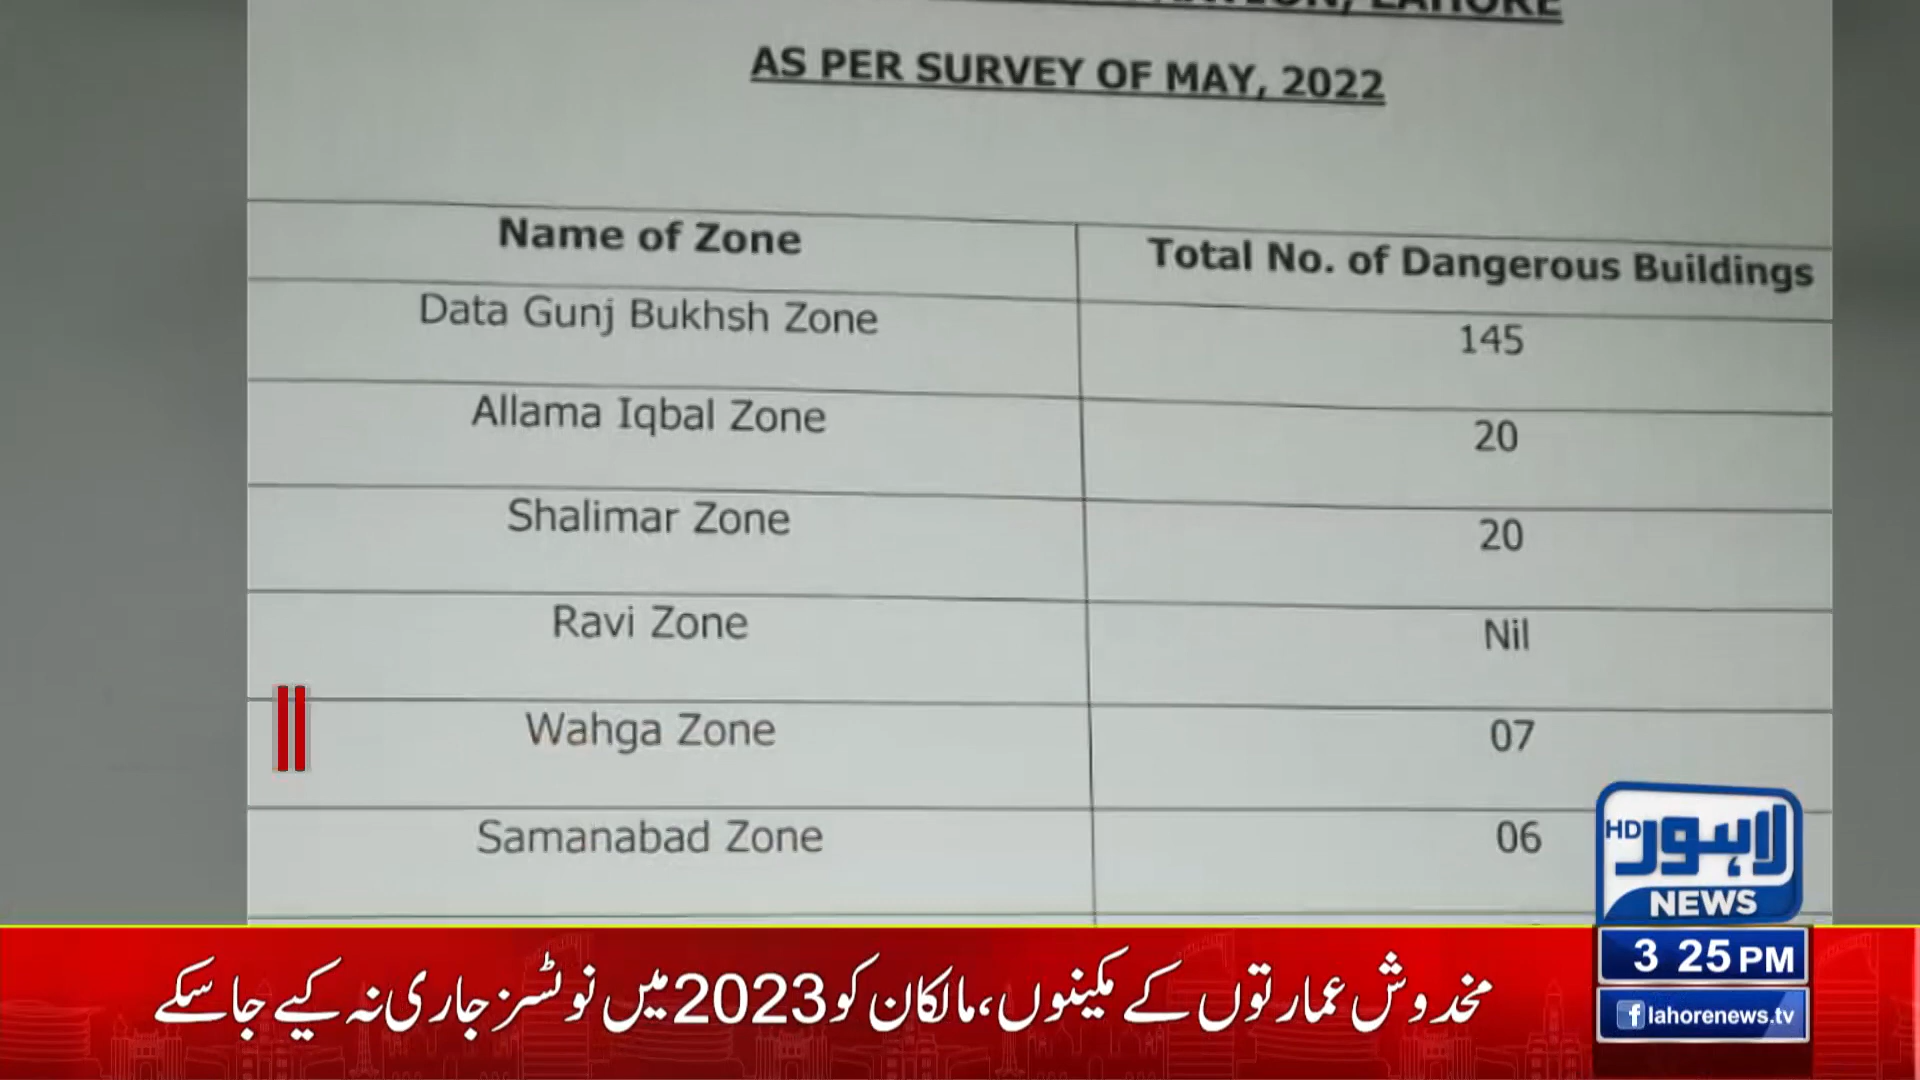 LAHORE
AS PER SURVEY OF MAY, 2022
Name of Zone
Total No. of Dangerous Buildings
Data Gunj Bukhsh Zone
145
Allama Iqbal Zone
20
Shalimar Zone
20
Ravi Zone
Nil
Wahga Zone
07
Samanabad Zone
06
HD لاہور
NEWS
3 25 PM
lahorenews.tv
مخدوش عمارتوں کے مکینوں، مالکان کو 2023 میں نوٹسز جاری نہ کیے جا سکے